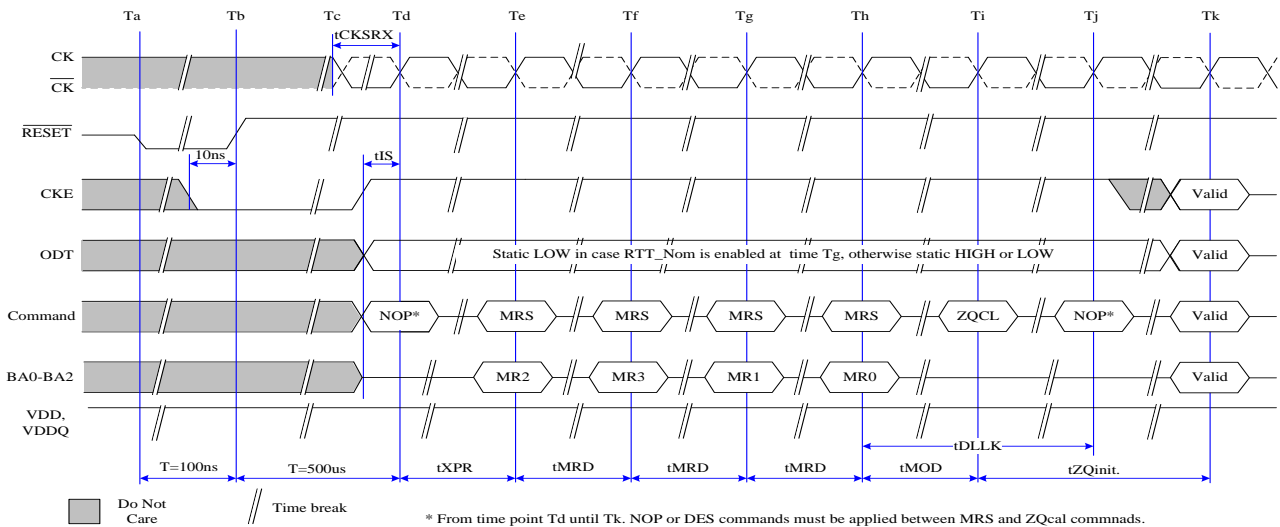 Ta Tb Tc Td Te Tf Tg Th Ti Tj Tk
tCKSRX
CK
CK
RESET
10ns tIS
CKE Valid
ODT Static LOW in case RTT_Nom is enabled at time Tg, otherwise static HIGH or LOW Valid
Command NOP* MRS MRS MRS MRS ZQCL NOP* Valid
BA0-BA2 MR2 MR3 MR1 MR0 Valid
VDD,
VDDQ
tDLLK
T=100ns T=500us tXPR tMRD tMRD tMRD tMOD tZQinit.
Do Not
Care
Time break
* From time point Td until Tk. NOP or DES commands must be applied between MRS and ZQcal commnads.